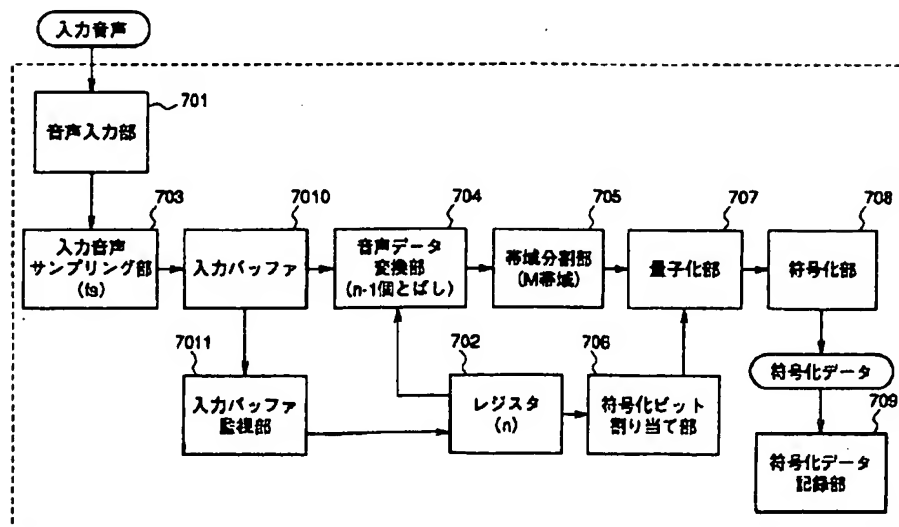 入力音声
701
音声入力部
703
入力音声
サンプリング部
(fs)
7010
入力バッファ
704
音声データ
変換部
(n-1個とばし)
705
帯域分割部
(M帯域)
707
量子化部
708
符号化部
7011
入力バッファ
監視部
702
レジスタ
(n)
706
符号化ビット
割り当て部
符号化データ
709
符号化データ
記録部